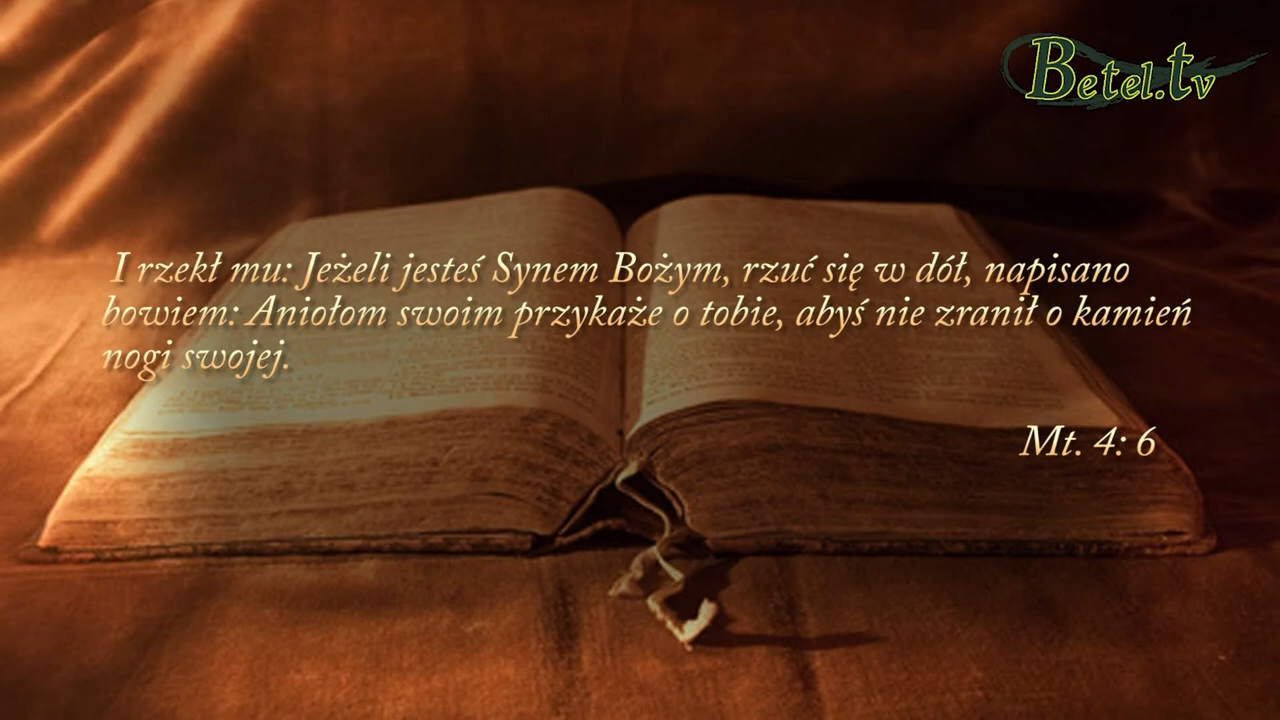 Betel.tv
I rzekł mu: Jeżeli jesteś Synem Bożym, rzuć się w dół, napisano
bowiem: Aniołom swoim przykaże o tobie, abyś nie zranił o kamień
nogi swojej.
Mt. 4: 6